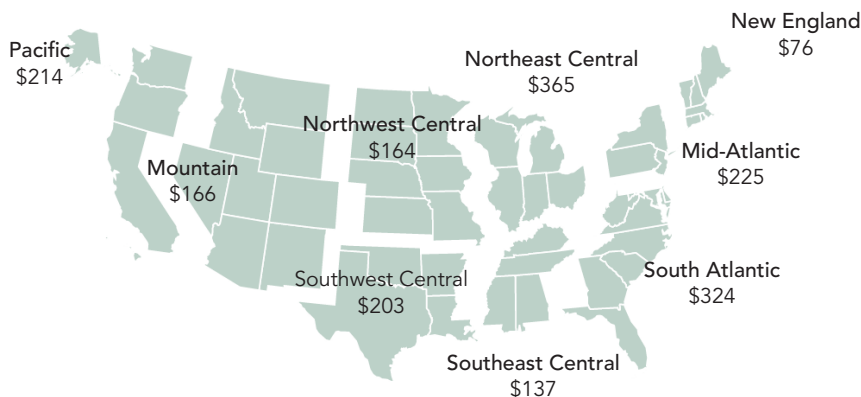 New England
$76
Pacific
$214
Northeast Central
$365
Northwest Central
$164
Mid-Atlantic
$225
Mountain
$166
South Atlantic
$324
Southwest Central
$203
Southeast Central
$137